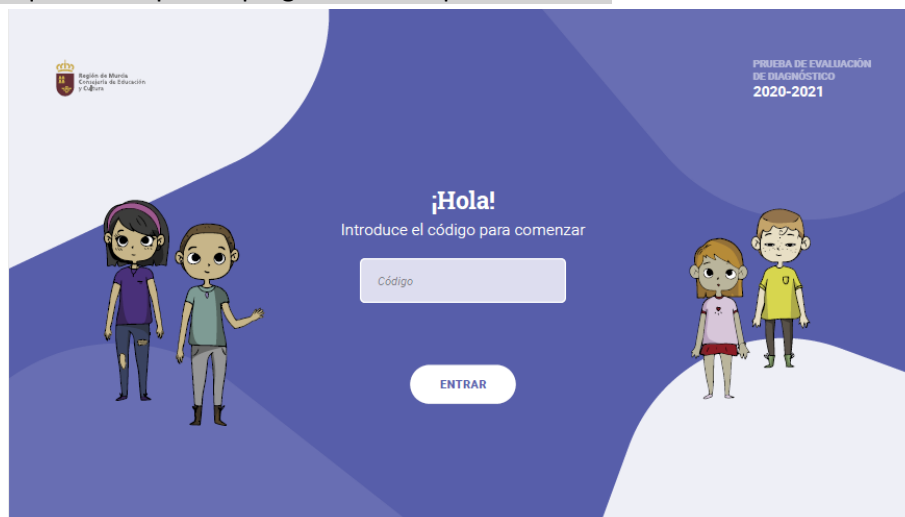 Región de Murcia
Consejería de Educación
y Cultura
PRUEBA DE EVALUACIÓN
DE DIAGNÓSTICO
2020-2021
¡Hola!
Introduce el código para comenzar
Código
ENTRAR